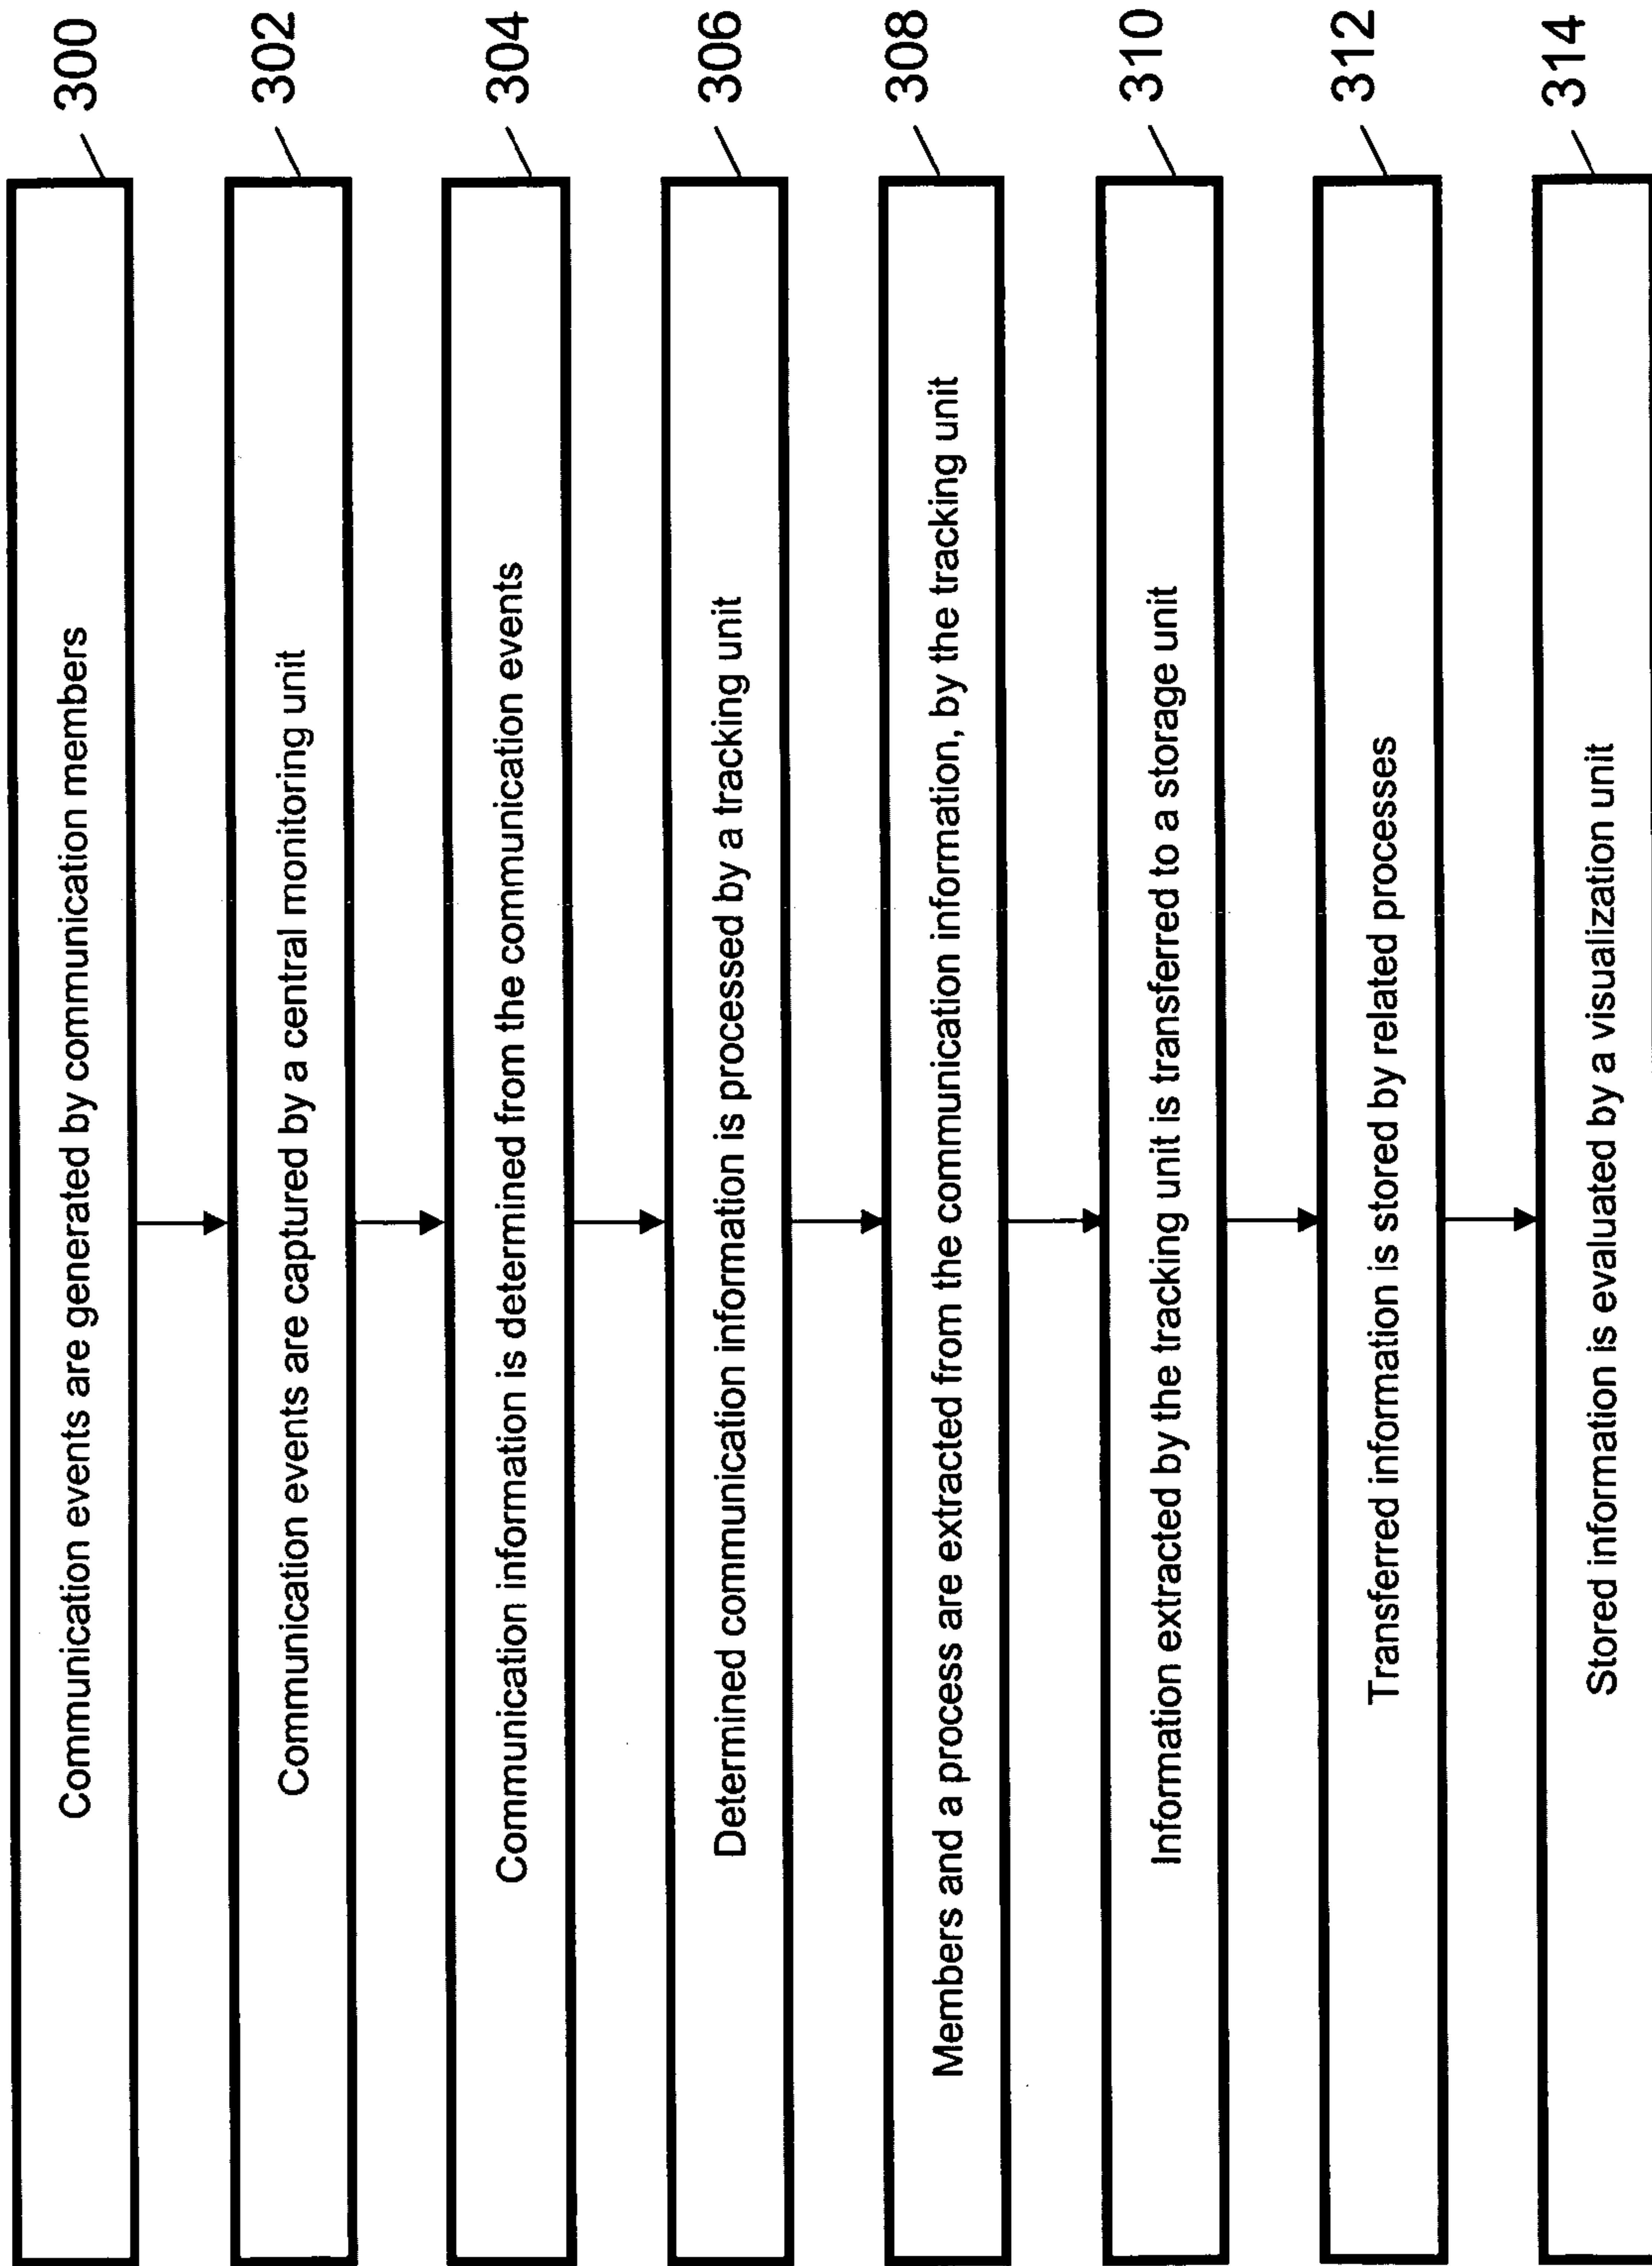 Communication events are generated by communication members
300
Communication events are captured by a central monitoring unit
302
Communication information is determined from the communication events
304
Determined communication information is processed by a tracking unit
306
Members and a process are extracted from the communication information, by the tracking unit
308
Information extracted by the tracking unit is transferred to a storage unit
310
Transferred information is stored by related processes
312
Stored information is evaluated by a visualization unit
314